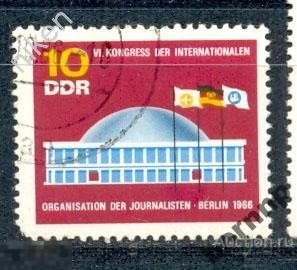 VI. KONGRESS DER INTERNATIONALEN
10
DDR
ORGANISATION DER JOURNALISTEN · BERLIN 1966